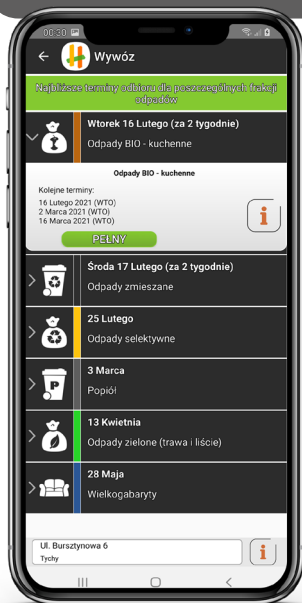 00:30
Wywóz
Najbliższe terminy odbioru dla poszczególnych frakcji
odpadów
Wtorek 16 Lutego (za 2 tygodnie)
Odpady BIO - kuchenne
Odpady BIO - kuchenne
Kolejne terminy:
16 Lutego 2021 (WTO)
2 Marca 2021 (WTO)
16 Marca 2021 (WTO)
PEŁNY
i
Środa 17 Lutego (za 2 tygodnie)
Odpady zmieszane
25 Lutego
Odpady selektywne
3 Marca
P
Popiół
13 Kwietnia
Odpady zielone (trawa i liście)
28 Maja
Wielkogabaryty
Ul. Bursztynowa 6
Tychy
i